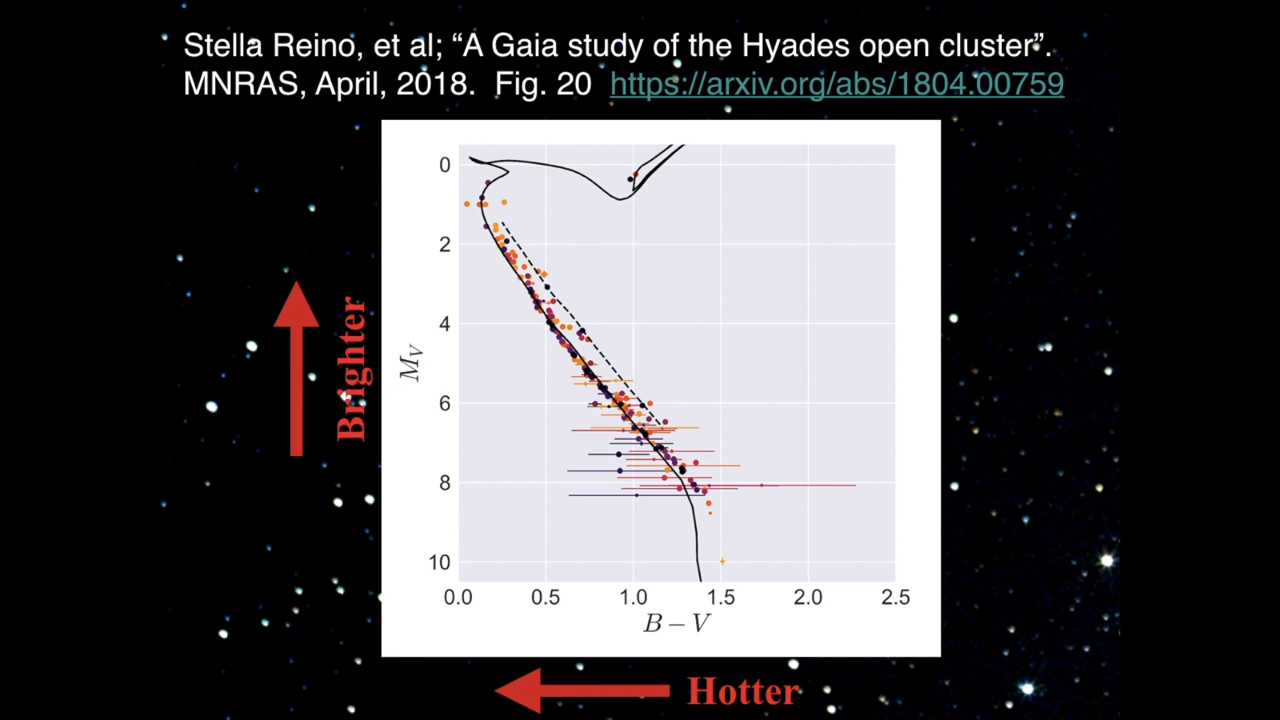 Stella Reino, et al; “A Gaia study of the Hyades open cluster”.
MNRAS, April, 2018. Fig. 20 https://arxiv.org/abs/1804.00759
0
2
4
6
8
10
M_V
0.0 0.5 1.0 1.5 2.0 2.5
B − V
Brighter
Hotter